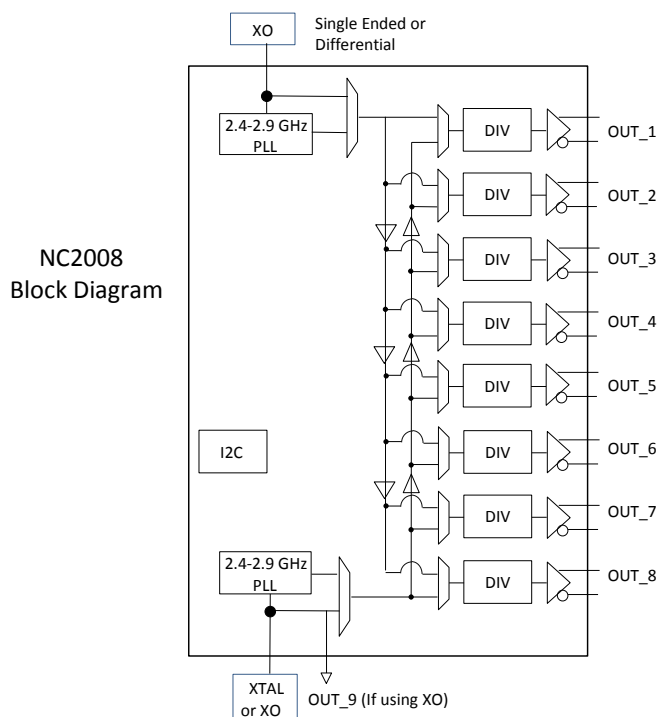 XO
Single Ended or
Differential
2.4-2.9 GHz
PLL
DIV
OUT_1
DIV
OUT_2
NC2008
Block Diagram
DIV
OUT_3
DIV
OUT_4
DIV
OUT_5
I2C
DIV
OUT_6
DIV
OUT_7
2.4-2.9 GHz
PLL
DIV
OUT_8
XTAL
or XO
OUT_9 (If using XO)